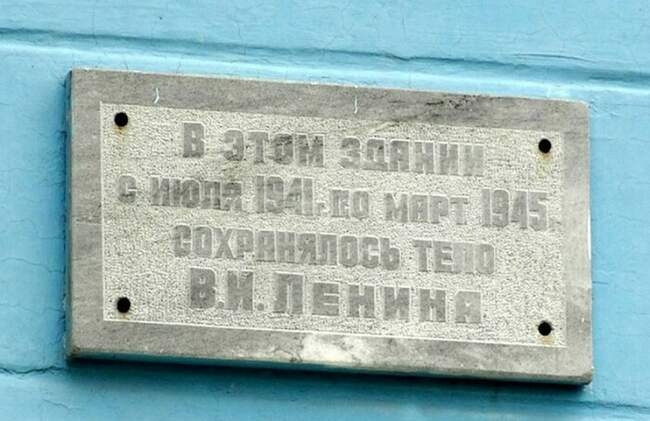 В ЭТОМ ЗДАНИИ
С ИЮЛЯ 1941г. ПО МАРТ 1945г.
СОХРАНЯЛОСЬ ТЕЛО
В.И. ЛЕНИНА